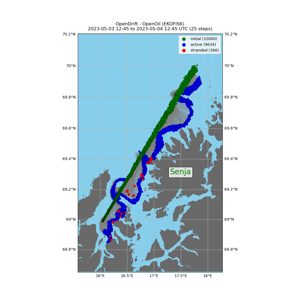 OpenDrift - OpenOil (EKOFISK)
2023-05-03 12:45 to 2023-05-04 12:45 UTC (25 steps)
70.2°N
70.2°N
initial (10000)
active (9634)
stranded (366)
70°N
70°N
69.8°N
69.8°N
69.6°N
69.6°N
69.4°N
69.4°N
Senja
69.2°N
69.2°N
69°N
69°N
68.8°N
68.8°N
16°E
16.5°E
17°E
17.5°E
18°E